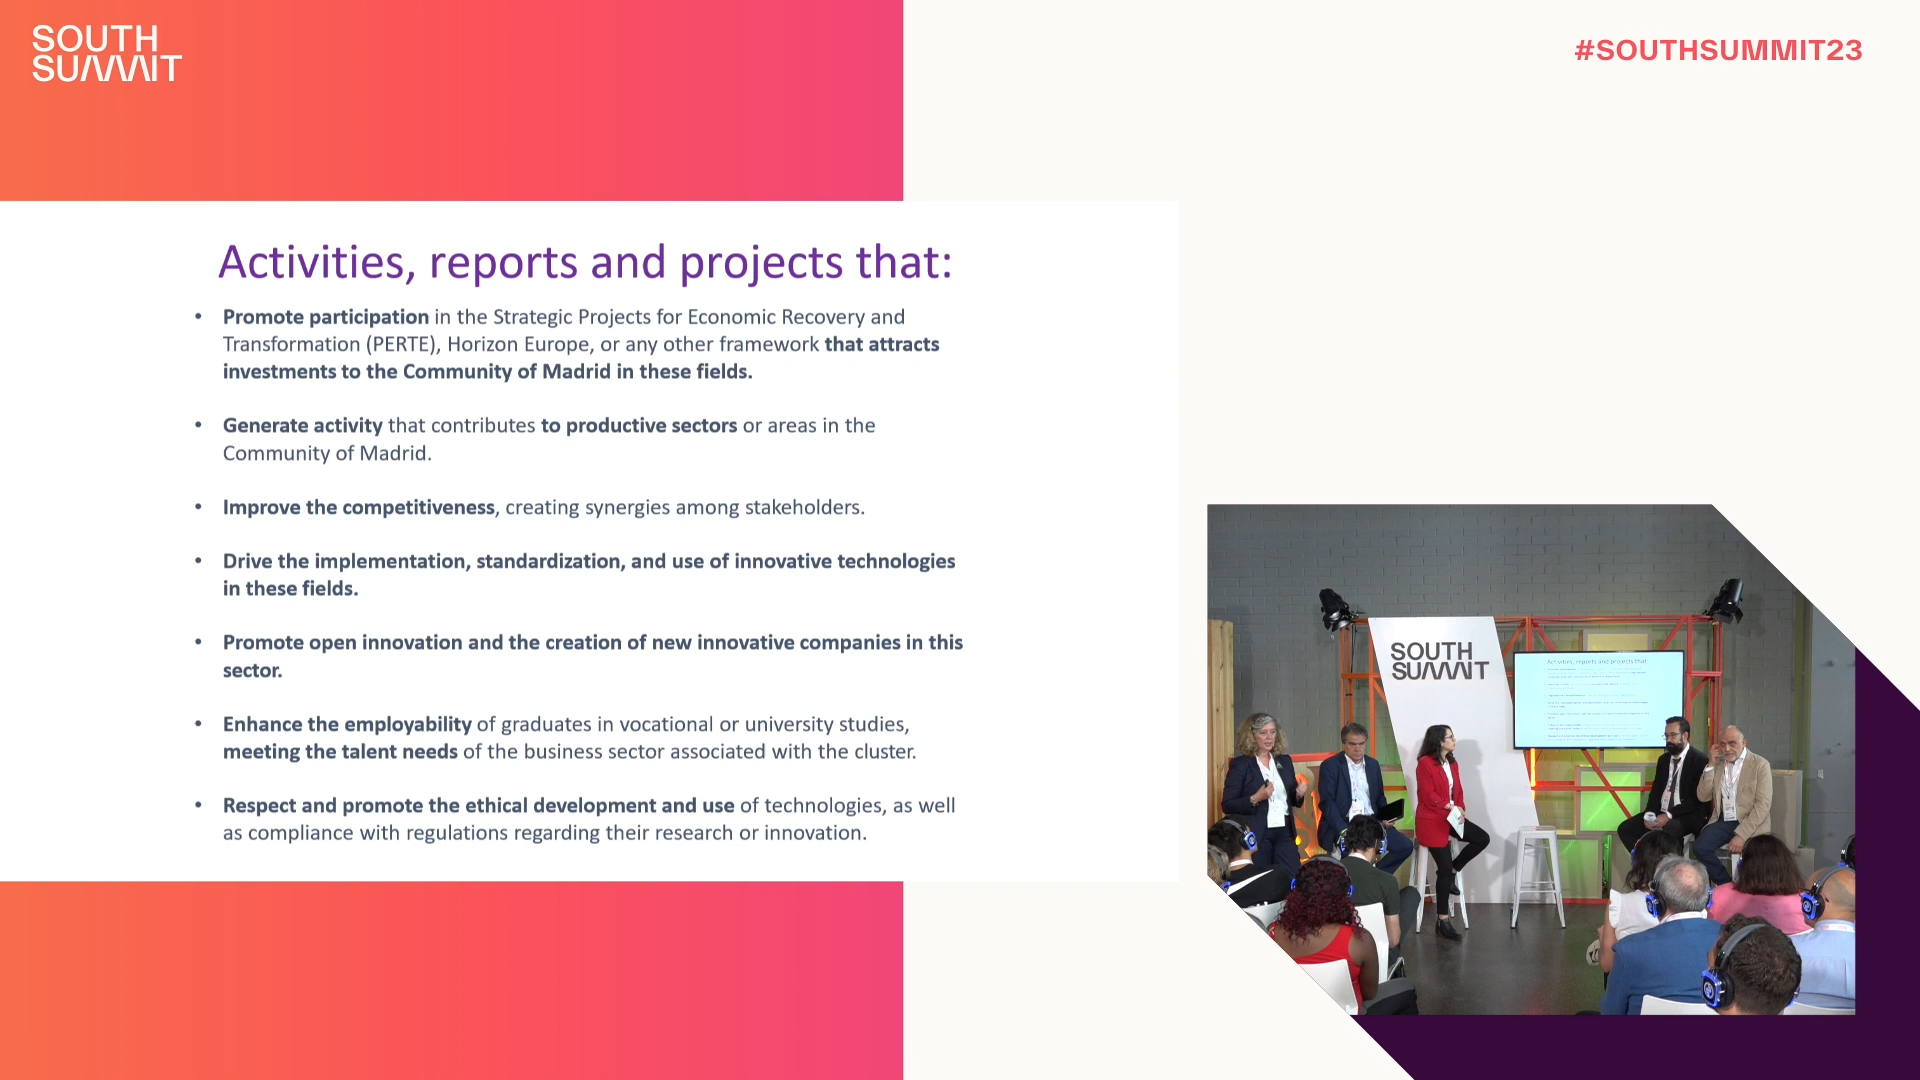 SOUTH
SUMMIT
#SOUTHSUMMIT23
Activities, reports and projects that:
• Promote participation in the Strategic Projects for Economic Recovery and
Transformation (PERTE), Horizon Europe, or any other framework that attracts
investments to the Community of Madrid in these fields.
• Generate activity that contributes to productive sectors or areas in the
Community of Madrid.
• Improve the competitiveness, creating synergies among stakeholders.
• Drive the implementation, standardization, and use of innovative technologies
in these fields.
• Promote open innovation and the creation of new innovative companies in this
sector.
• Enhance the employability of graduates in vocational or university studies,
meeting the talent needs of the business sector associated with the cluster.
• Respect and promote the ethical development and use of technologies, as well
as compliance with regulations regarding their research or innovation.
SOUTH
SUMMIT
Activities, reports and projects that: